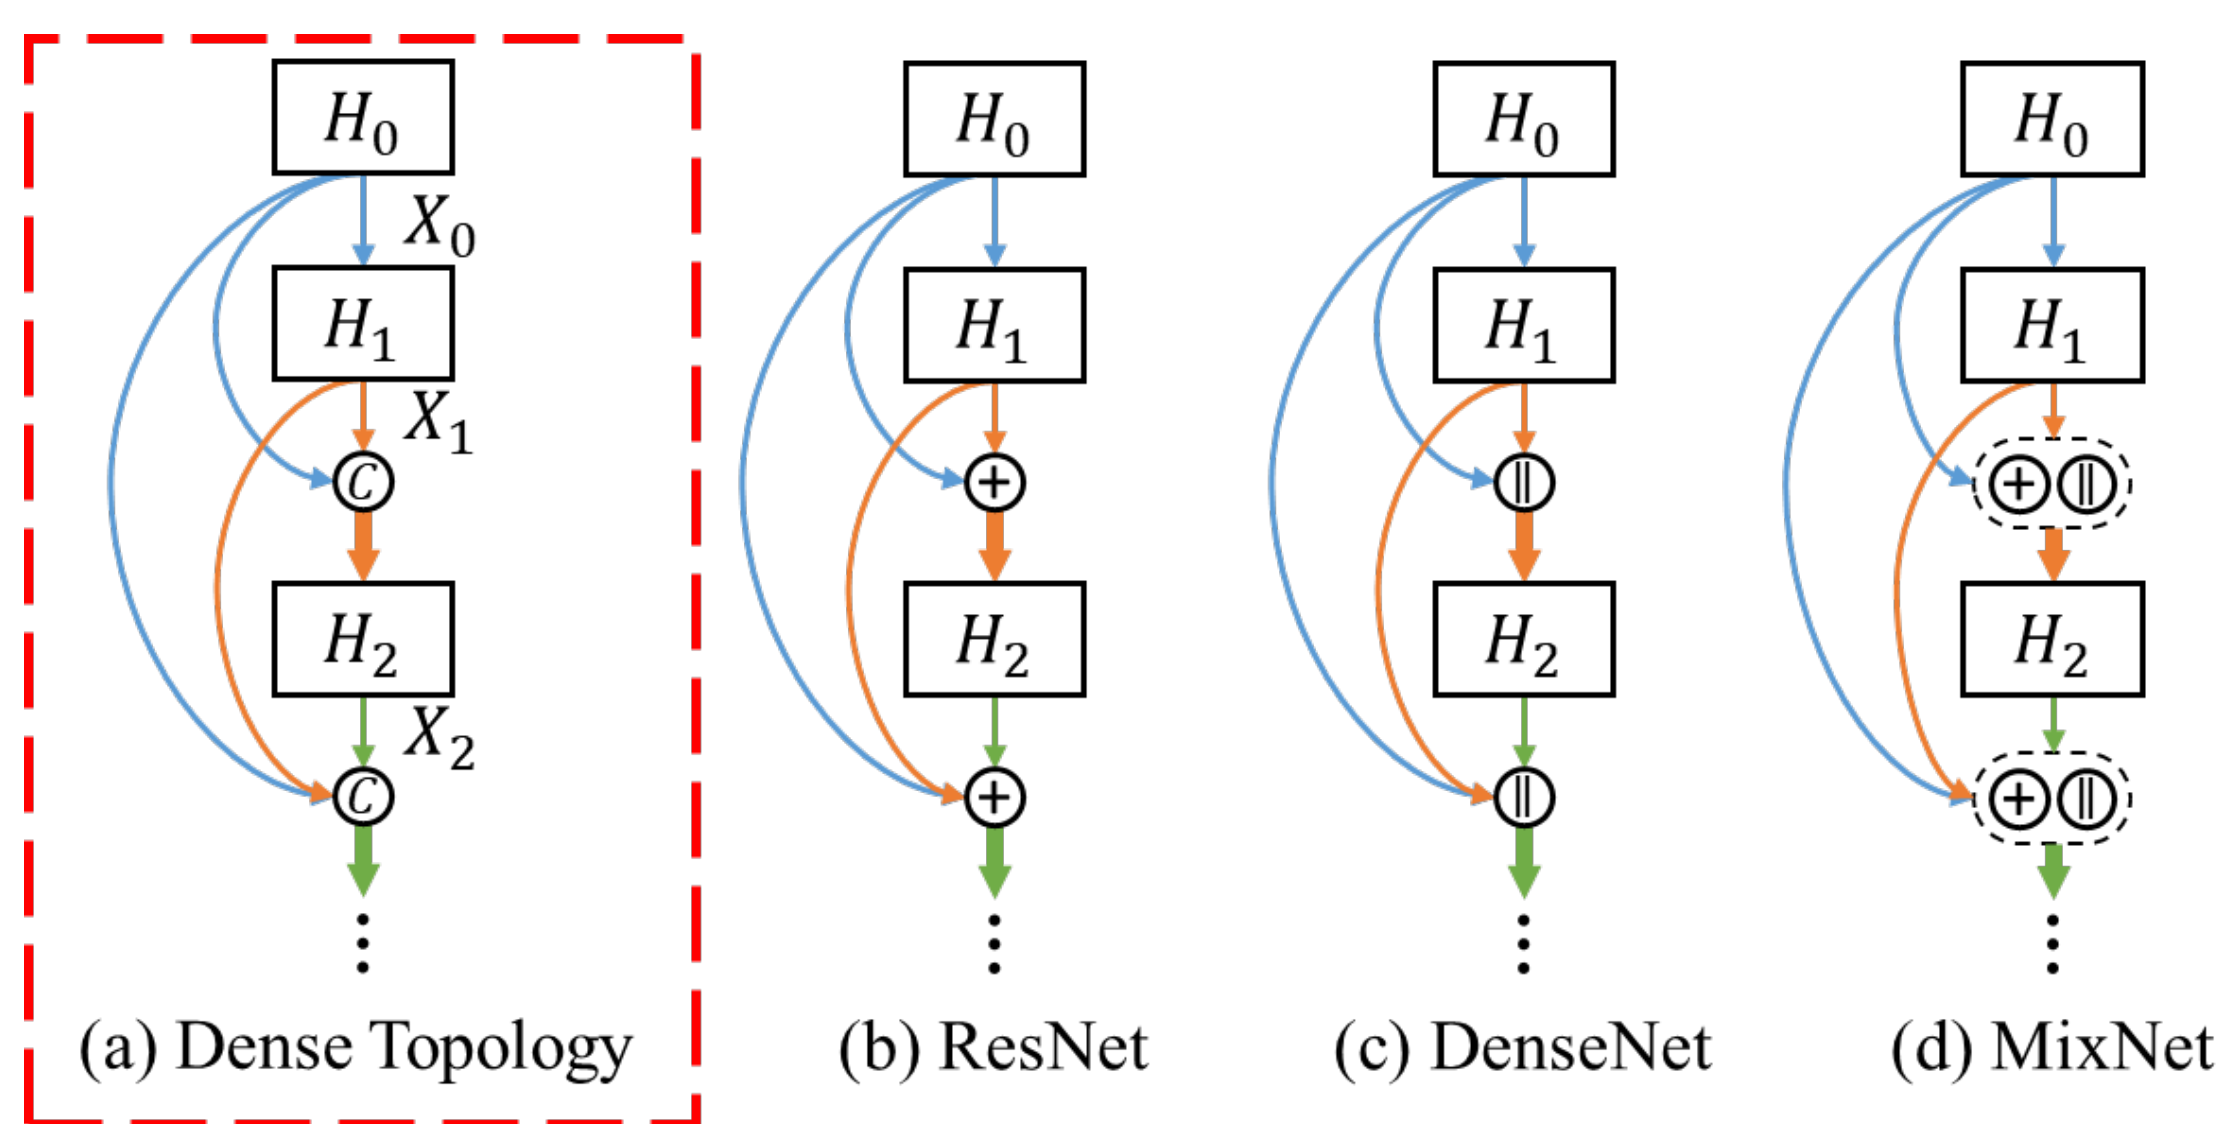 H₀
X₀
H₁
X₁
C
H₂
X₂
C
⋮
(a) Dense Topology
H₀
H₁
+
H₂
+
⋮
(b) ResNet
H₀
H₁
||
H₂
||
⋮
(c) DenseNet
H₀
H₁
+ ||
H₂
+ ||
⋮
(d) MixNet